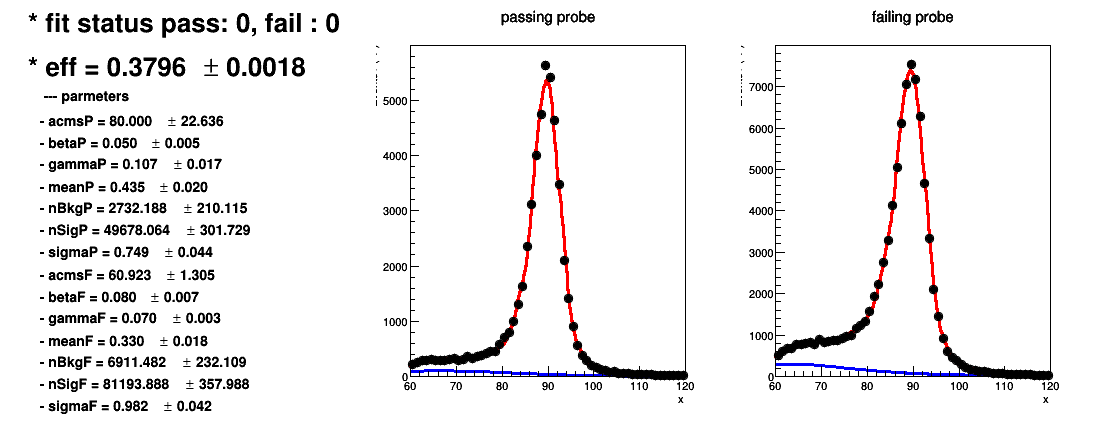 * fit status pass: 0, fail : 0
* eff = 0.3796 ± 0.0018
--- parmeters
- acmsP = 80.000 ± 22.636
- betaP = 0.050 ± 0.005
- gammaP = 0.107 ± 0.017
- meanP = 0.435 ± 0.020
- nBkgP = 2732.188 ± 210.115
- nSigP = 49678.064 ± 301.729
- sigmaP = 0.749 ± 0.044
- acmsF = 60.923 ± 1.305
- betaF = 0.080 ± 0.007
- gammaF = 0.070 ± 0.003
- meanF = 0.330 ± 0.018
- nBkgF = 6911.482 ± 232.109
- nSigF = 81193.888 ± 357.988
- sigmaF = 0.982 ± 0.042
passing probe
5000
4000
3000
2000
1000
0
60 70 80 90 100 110 120
x
failing probe
7000
6000
5000
4000
3000
2000
1000
0
60 70 80 90 100 110 120
x